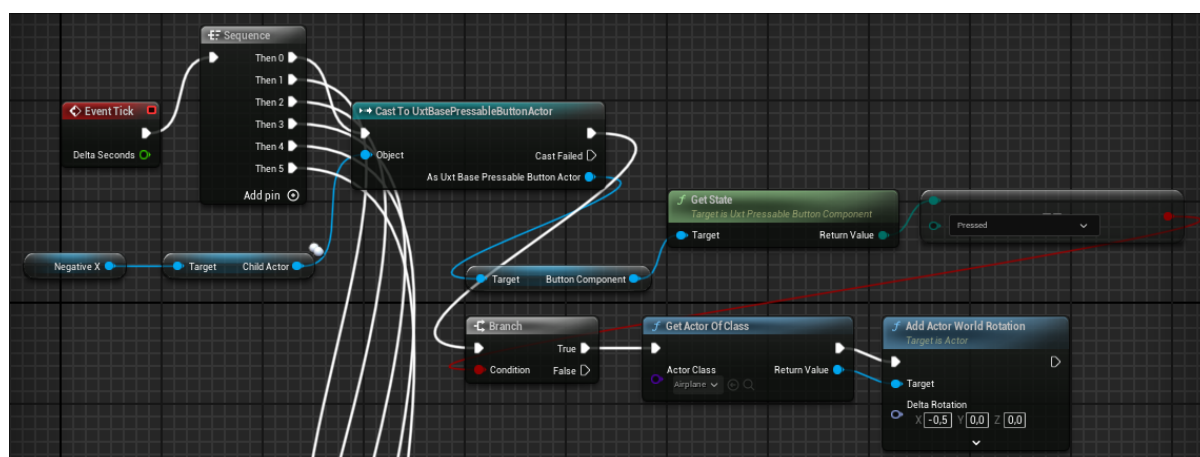 Sequence
Then 0
Then 1
Then 2
Then 3
Then 4
Then 5
Add pin
Event Tick
Delta Seconds
Cast To UxtBasePressableButtonActor
Object
Cast Failed
As Uxt Base Pressable Button Actor
Negative X
Target
Child Actor
Target
Button Component
f Get State
Target is Uxt Pressable Button Component
Target
Return Value
==
Pressed
Branch
True
Condition
False
f Get Actor Of Class
Actor Class
Airplane
Return Value
f Add Actor World Rotation
Target is Actor
Target
Delta Rotation
X -0,5 Y 0,0 Z 0,0